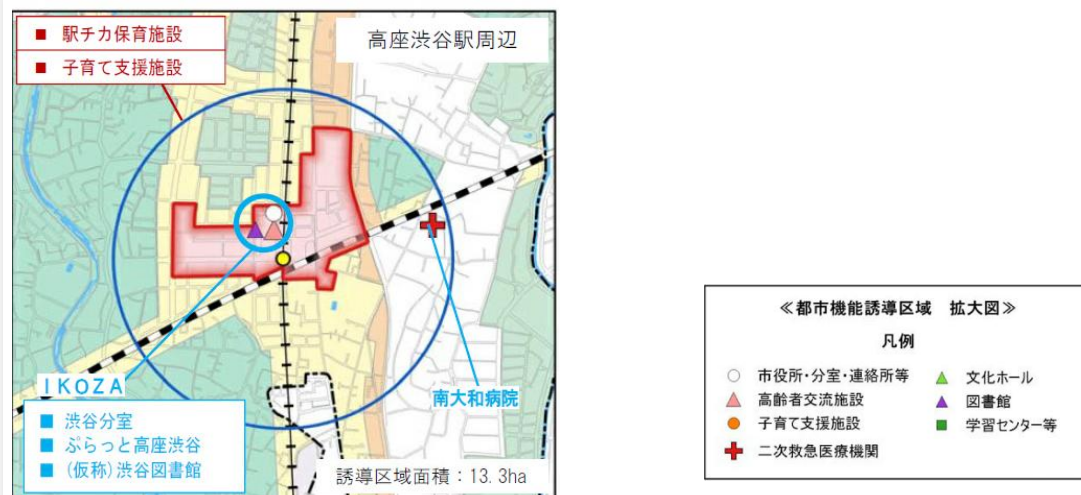 ■ 駅チカ保育施設
■ 子育て支援施設
高座渋谷駅周辺
IKOZA
■ 渋谷分室
■ ぷらっと高座渋谷
■ (仮称)渋谷図書館
南大和病院
誘導区域面積：13.3ha
≪都市機能誘導区域 拡大図≫
凡例
市役所・分室・連絡所等
高齢者交流施設
子育て支援施設
二次救急医療機関
文化ホール
図書館
学習センター等